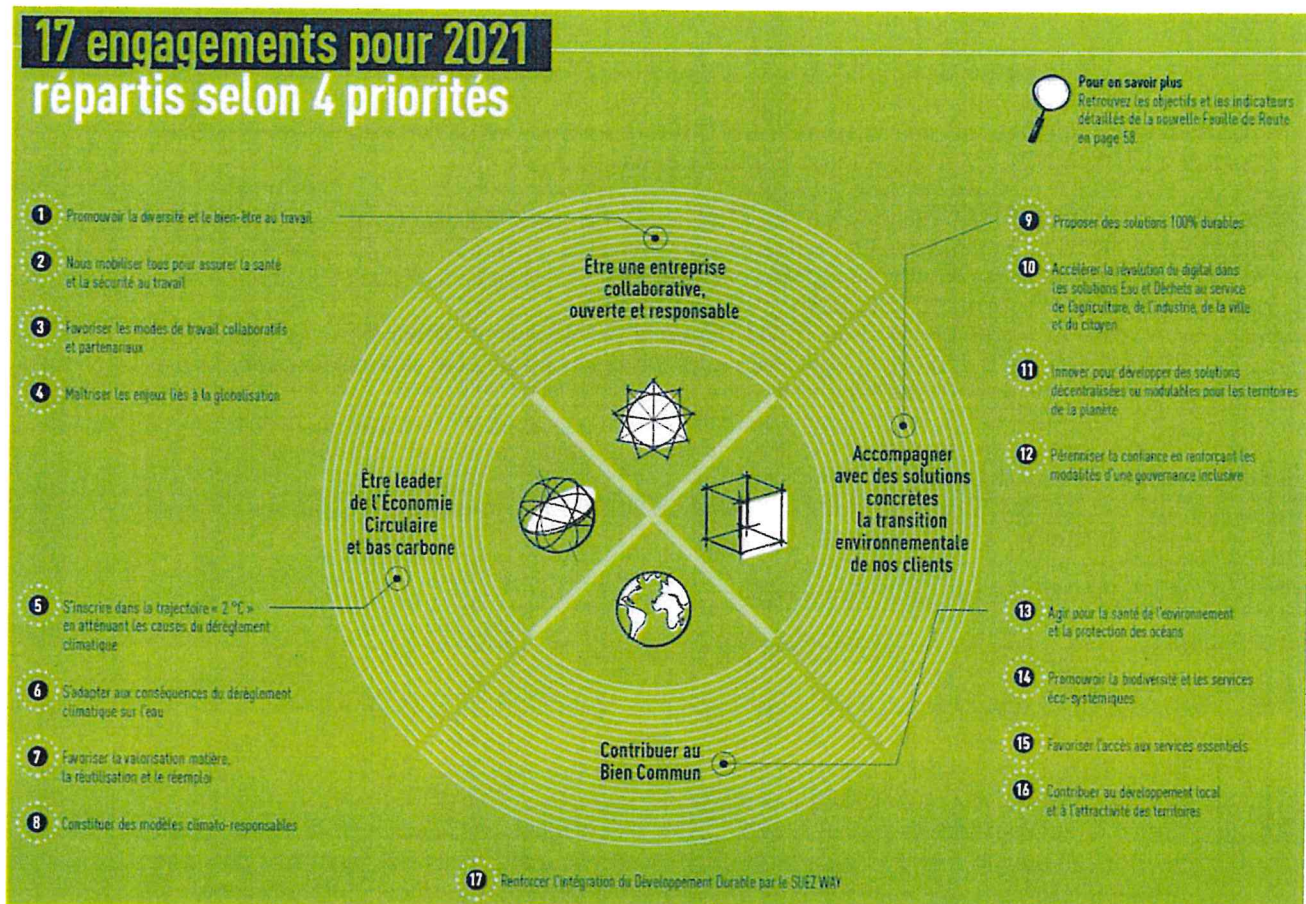 17 engagements pour 2021
répartis selon 4 priorités
Pour en savoir plus
Retrouvez les objectifs et les indicateurs
détaillés de la nouvelle Feuille de Route
en page 58.
1 Promouvoir la diversité et le bien-être au travail
2 Nous mobiliser tous pour assurer la santé
et la sécurité au travail
3 Favoriser les modes de travail collaboratifs
et partenariaux
4 Maîtriser les enjeux liés à la globalisation
Être une entreprise
collaborative,
ouverte et responsable
9 Proposer des solutions 100% durables
10 Accélérer la révolution du digital dans
les solutions Eau et Déchets au service
de l'agriculture, de l'industrie, de la ville
et du citoyen
11 Innover pour développer des solutions
décentralisées ou modulables pour les territoires
de la planète
12 Pérenniser la confiance en renforçant les
modalités d'une gouvernance inclusive
Être leader
de l'Économie
Circulaire
et bas carbone
Accompagner
avec des solutions
concrètes
la transition
environnementale
de nos clients
5 S'inscrire dans la trajectoire « 2 °C »
en atténuant les causes du dérèglement
climatique
6 S'adapter aux conséquences du dérèglement
climatique sur l'eau
7 Favoriser la valorisation matière,
la réutilisation et le réemploi
8 Constituer des modèles climato-responsables
Contribuer au
Bien Commun
13 Agir pour la santé de l'environnement
et la protection des océans
14 Promouvoir la biodiversité et les services
éco-systémiques
15 Favoriser l'accès aux services essentiels
16 Contribuer au développement local
et à l'attractivité des territoires
17 Renforcer l'intégration du Développement Durable par le SUEZ WAY